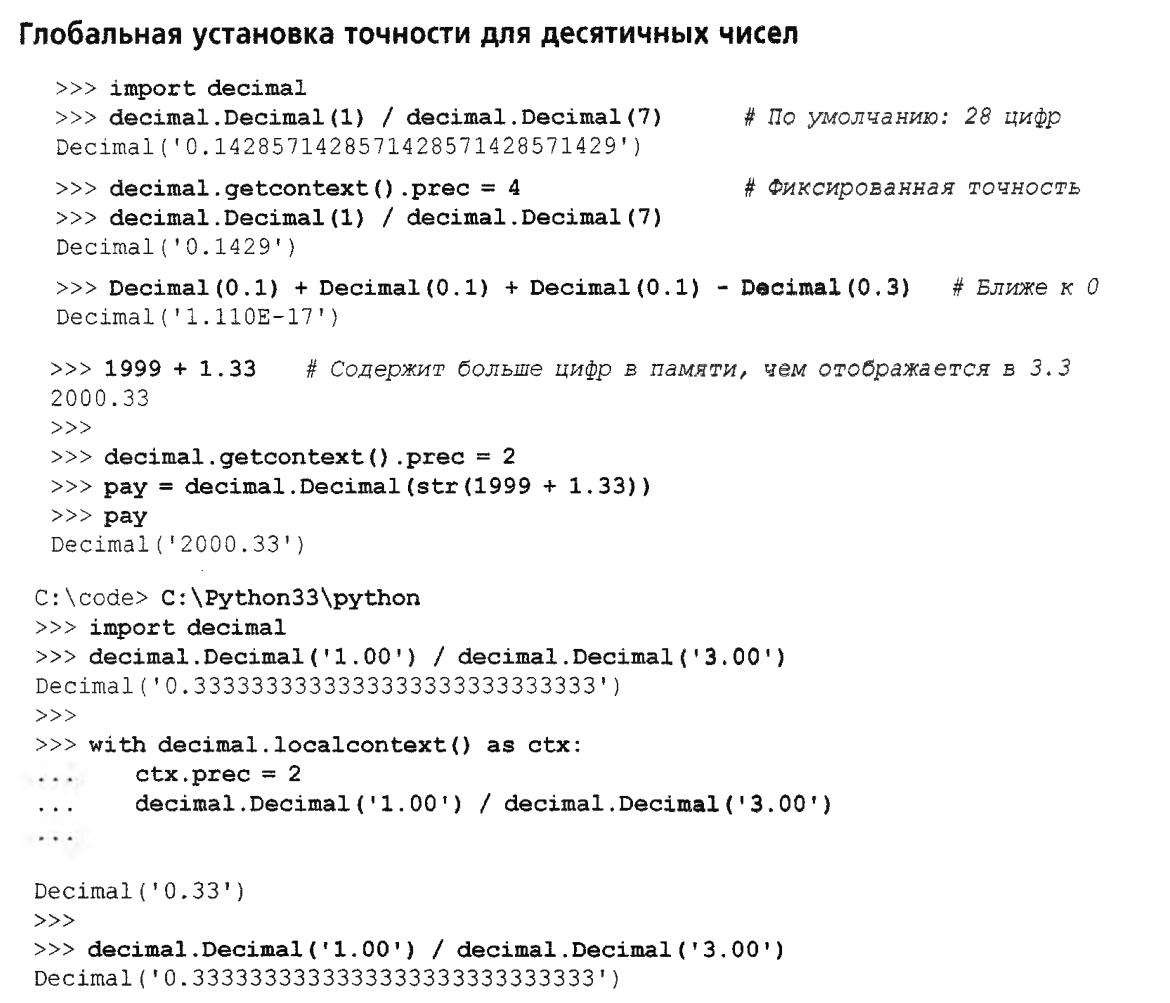 Глобальная установка точности для десятичных чисел
>>> import decimal
>>> decimal.Decimal(1) / decimal.Decimal(7) # По умолчанию: 28 цифр
Decimal('0.1428571428571428571428571429')
>>> decimal.getcontext().prec = 4 # Фиксированная точность
>>> decimal.Decimal(1) / decimal.Decimal(7)
Decimal('0.1429')
>>> Decimal(0.1) + Decimal(0.1) + Decimal(0.1) - Decimal(0.3) # Ближе к 0
Decimal('1.110E-17')
>>> 1999 + 1.33 # Содержит больше цифр в памяти, чем отображается в 3.3
2000.33
>>>
>>> decimal.getcontext().prec = 2
>>> pay = decimal.Decimal(str(1999 + 1.33))
>>> pay
Decimal('2000.33')
C:\code> C:\Python33\python
>>> import decimal
>>> decimal.Decimal('1.00') / decimal.Decimal('3.00')
Decimal('0.3333333333333333333333333333')
>>>
>>> with decimal.localcontext() as ctx:
... ctx.prec = 2
... decimal.Decimal('1.00') / decimal.Decimal('3.00')
...
Decimal('0.33')
>>>
>>> decimal.Decimal('1.00') / decimal.Decimal('3.00')
Decimal('0.3333333333333333333333333333')